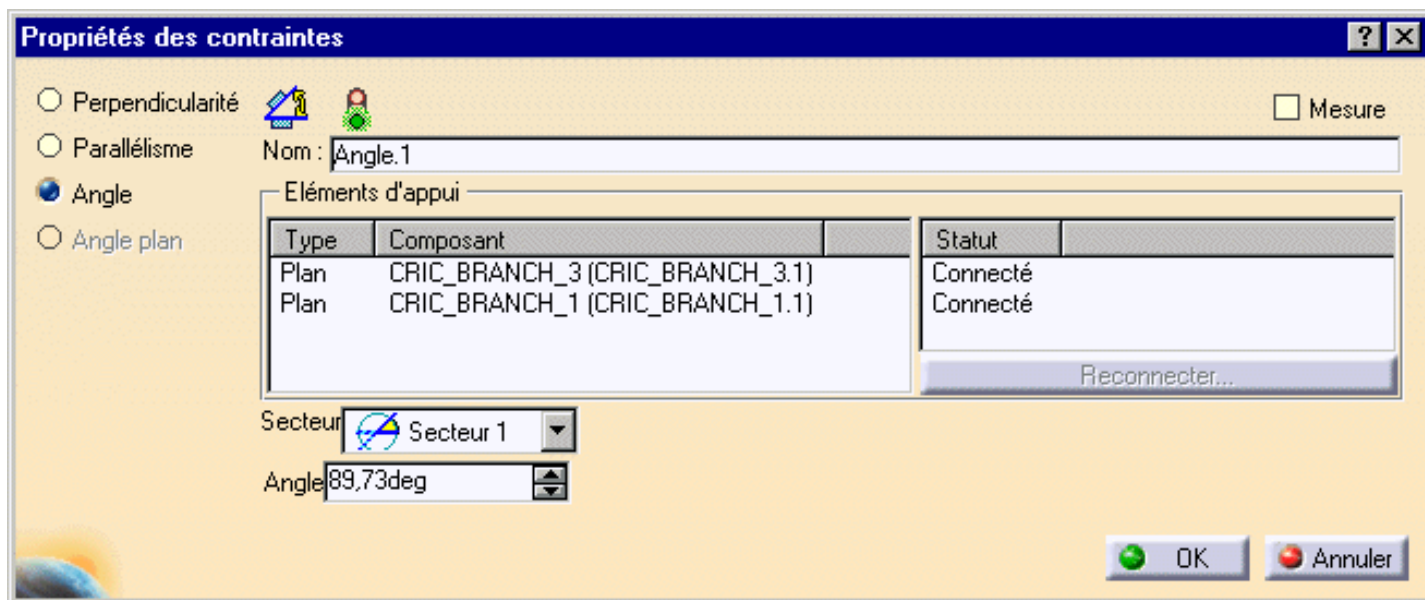 Propriétés des contraintes
Perpendicularité
Mesure
Parallélisme
Nom : Angle.1
Angle
Eléments d'appui
Angle plan
Type Composant Statut
Plan CRIC_BRANCH_3 (CRIC_BRANCH_3.1) Connecté
Plan CRIC_BRANCH_1 (CRIC_BRANCH_1.1) Connecté
Reconnecter...
Secteur Secteur 1
Angle 89,73deg
OK Annuler